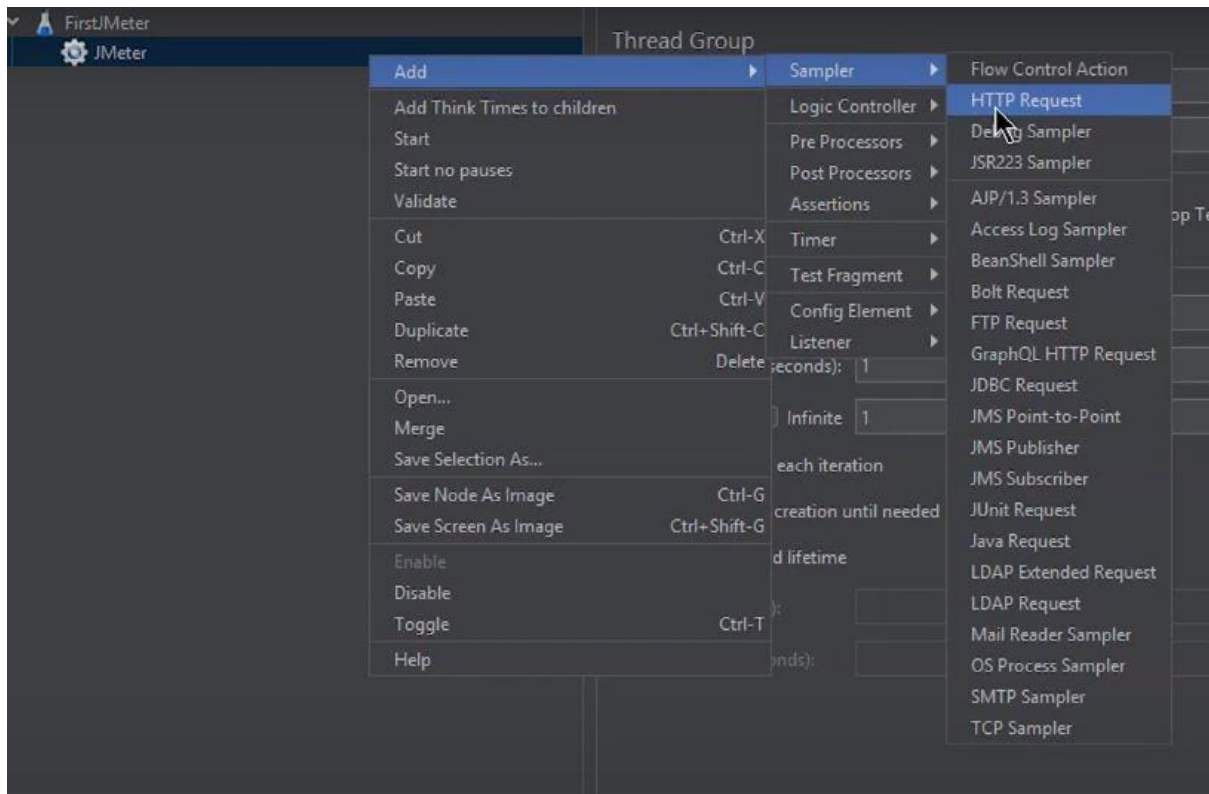 FirstJMeter
JMeter
Thread Group
Add
Add Think Times to children
Start
Start no pauses
Validate
Cut Ctrl-X
Copy Ctrl-C
Paste Ctrl-V
Duplicate Ctrl+Shift-C
Remove Delete
Open...
Merge
Save Selection As...
Save Node As Image Ctrl-G
Save Screen As Image Ctrl+Shift-G
Enable
Disable
Toggle Ctrl-T
Help
Sampler
Logic Controller
Pre Processors
Post Processors
Assertions
Timer
Test Fragment
Config Element
Listener
Flow Control Action
HTTP Request
Debug Sampler
JSR223 Sampler
AJP/1.3 Sampler
Access Log Sampler
BeanShell Sampler
Bolt Request
FTP Request
GraphQL HTTP Request
JDBC Request
JMS Point-to-Point
JMS Publisher
JMS Subscriber
JUnit Request
Java Request
LDAP Extended Request
LDAP Request
Mail Reader Sampler
OS Process Sampler
SMTP Sampler
TCP Sampler
op Te
seconds): 1
Infinite 1
each iteration
creation until needed
d lifetime
):
onds):